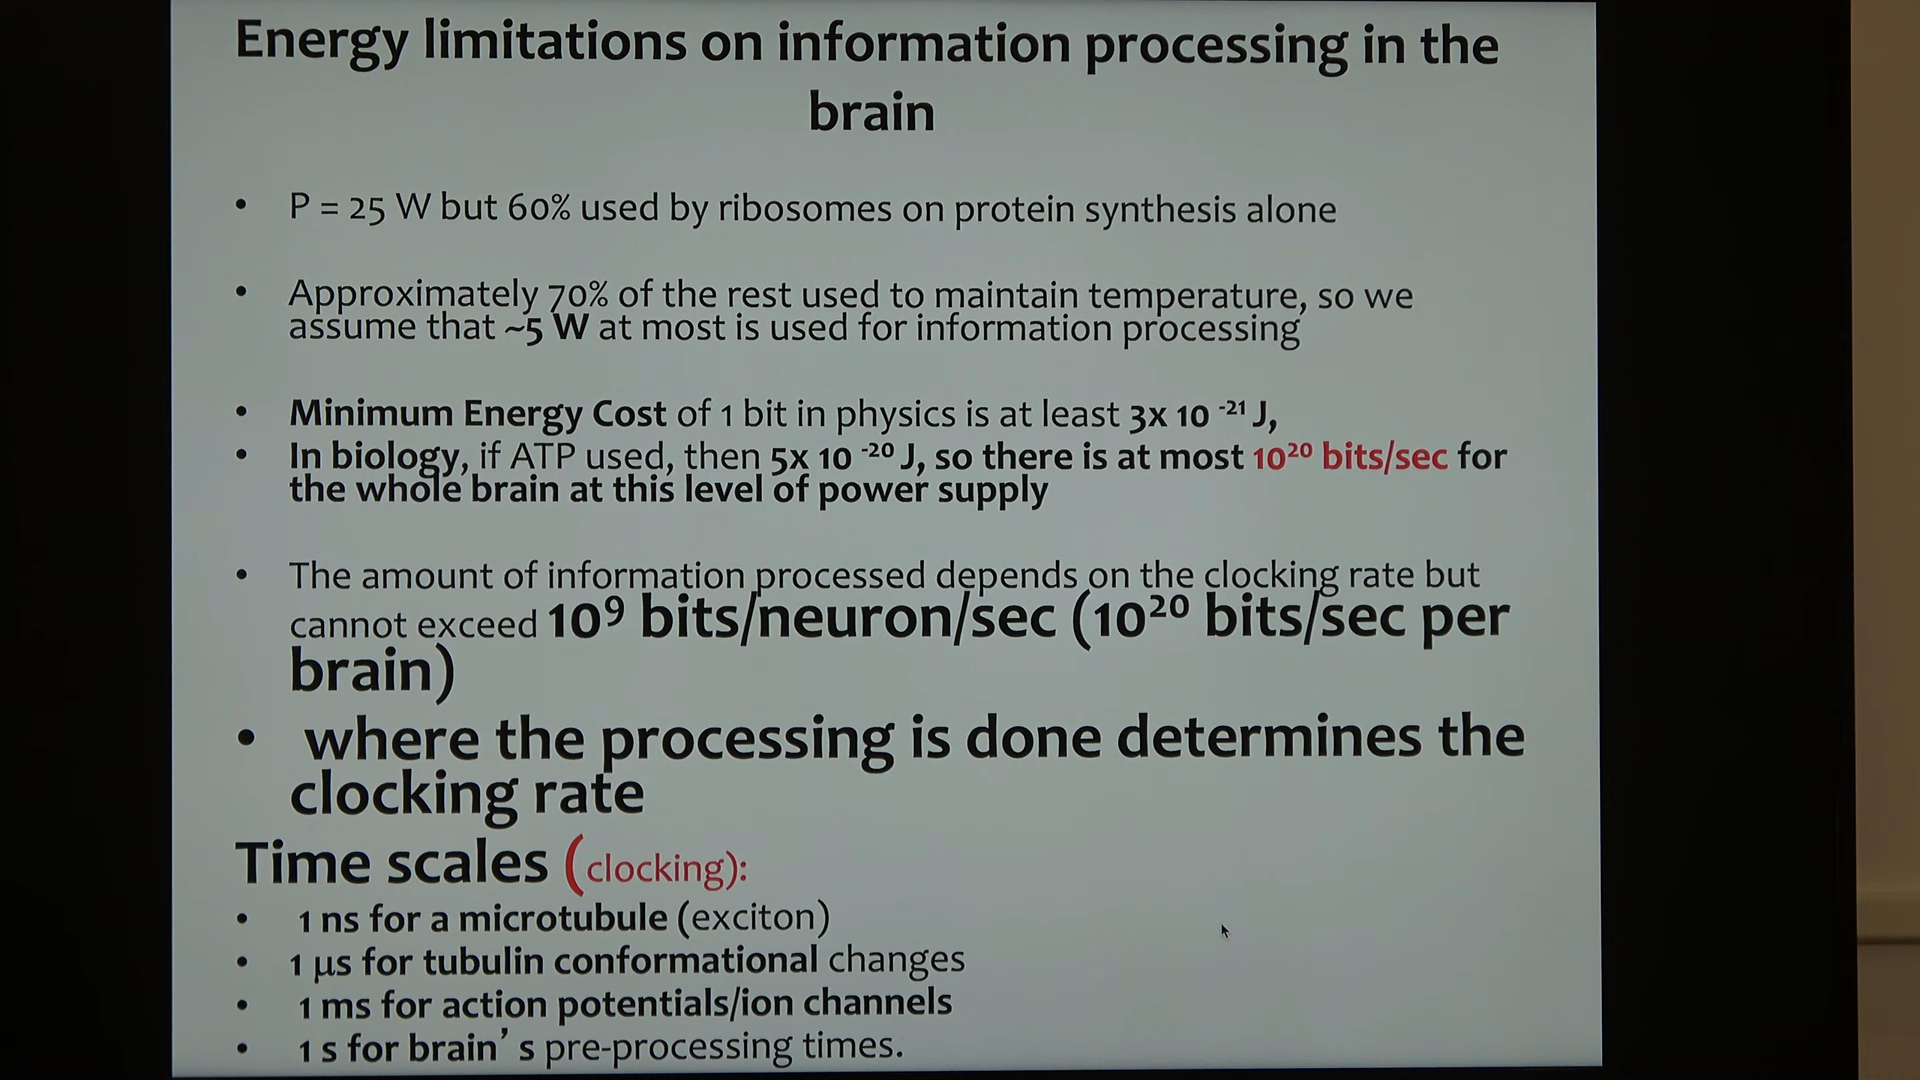 Energy limitations on information processing in the
brain
• P = 25 W but 60% used by ribosomes on protein synthesis alone
• Approximately 70% of the rest used to maintain temperature, so we
assume that ~5 W at most is used for information processing
• Minimum Energy Cost of 1 bit in physics is at least 3x 10 ⁻²¹ J,
• In biology, if ATP used, then 5x 10 ⁻²⁰ J, so there is at most 10²⁰ bits/sec for
the whole brain at this level of power supply
• The amount of information processed depends on the clocking rate but
cannot exceed 10⁹ bits/neuron/sec (10²⁰ bits/sec per
brain)
• where the processing is done determines the
clocking rate
Time scales (clocking):
• 1 ns for a microtubule (exciton)
• 1 μs for tubulin conformational changes
• 1 ms for action potentials/ion channels
• 1 s for brain’s pre-processing times.